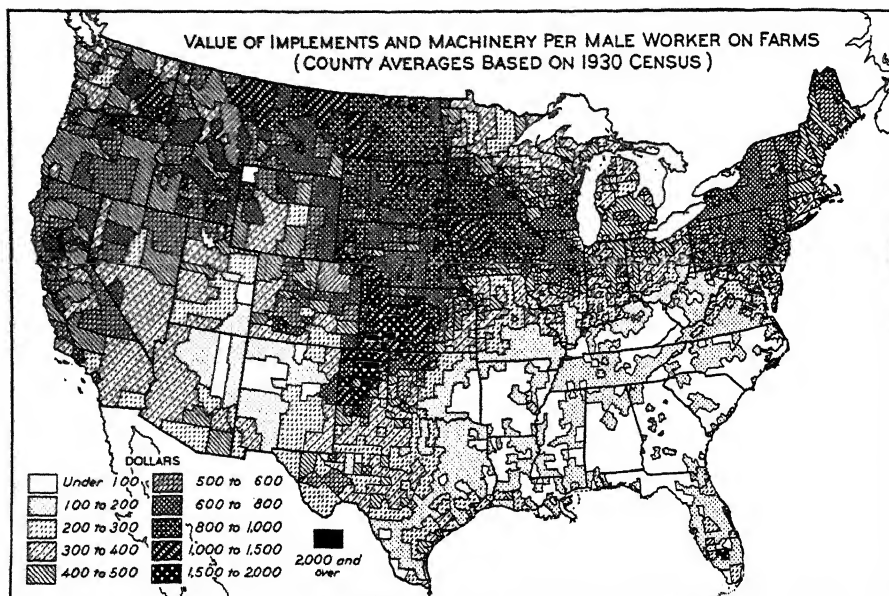 VALUE OF IMPLEMENTS AND MACHINERY PER MALE WORKER ON FARMS
(COUNTY AVERAGES BASED ON 1930 CENSUS)
DOLLARS
Under 100
100 to 200
200 to 300
300 to 400
400 to 500
500 to 600
600 to 800
800 to 1,000
1,000 to 1,500
1,500 to 2,000
2,000 and
over